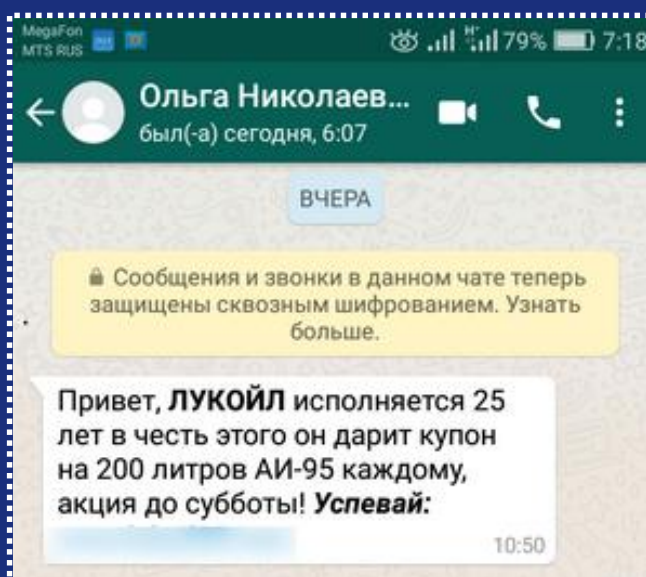 MegaFon
MTS RUS
79% 7:18
Ольга Николаев...
был(-а) сегодня, 6:07
ВЧЕРА
Сообщения и звонки в данном чате теперь
защищены сквозным шифрованием. Узнать
больше.
Привет, ЛУКОЙЛ исполняется 25
лет в честь этого он дарит купон
на 200 литров АИ-95 каждому,
акция до субботы! Успевай:
10:50